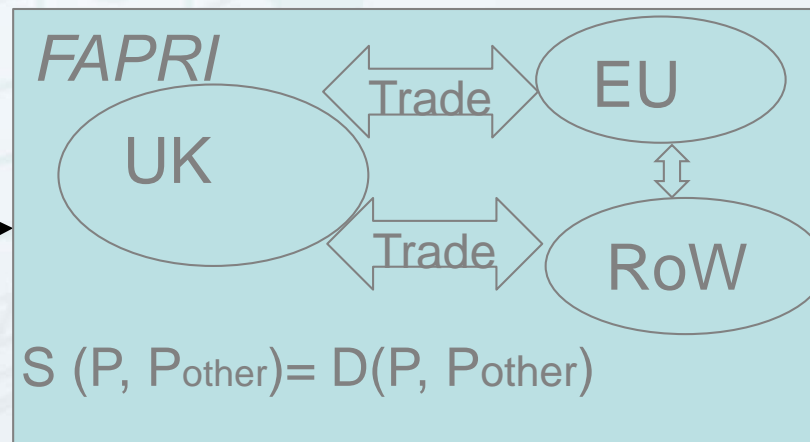 FAPRI
Trade
EU
UK
Trade
RoW
S (P, Pother)= D(P, Pother)